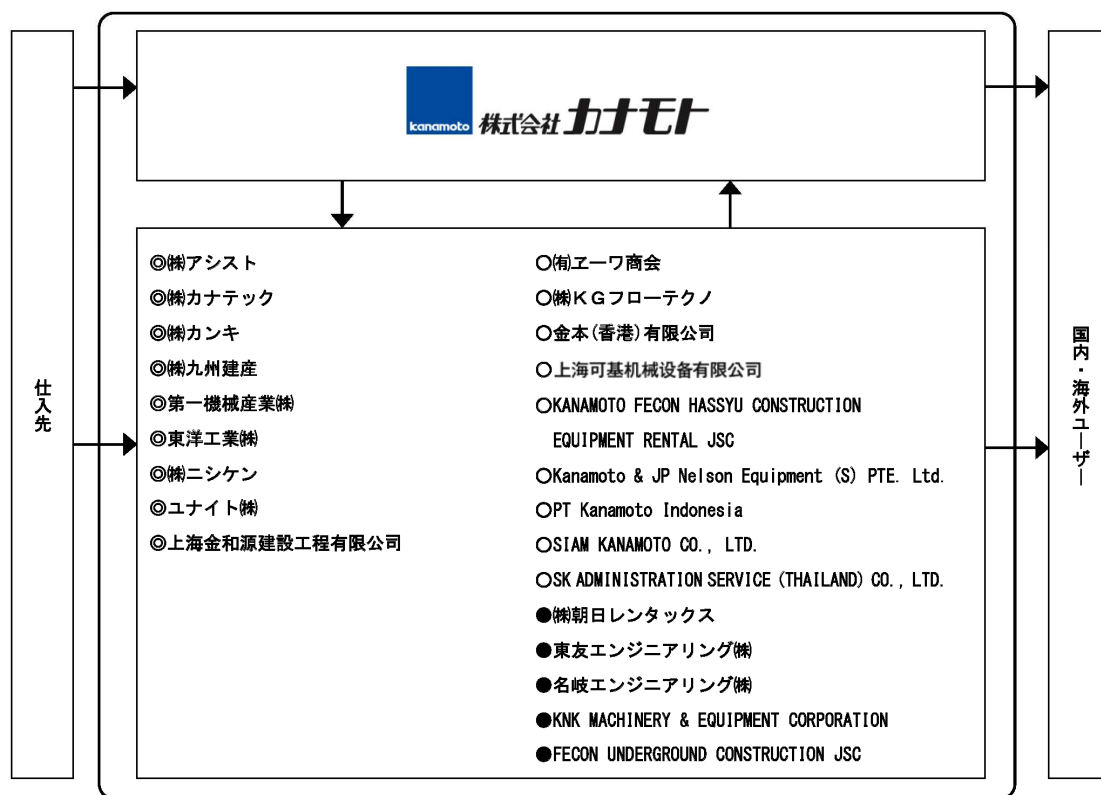 仕入先
kanamoto 株式会社カナモト
◎㈱アシスト
◎㈱カナテック
◎㈱カンキ
◎㈱九州建産
◎第一機械産業㈱
◎東洋工業㈱
◎㈱ニシケン
◎ユナイト㈱
◎上海金和源建設工程有限公司
○㈲ヱーワ商会
○㈱KGフローテクノ
○金本(香港)有限公司
○上海可基机械设备有限公司
○KANAMOTO FECON HASSYU CONSTRUCTION
EQUIPMENT RENTAL JSC
○Kanamoto & JP Nelson Equipment (S) PTE. Ltd.
○PT Kanamoto Indonesia
○SIAM KANAMOTO CO., LTD.
○SK ADMINISTRATION SERVICE (THAILAND) CO., LTD.
●㈱朝日レンタックス
●東友エンジニアリング㈱
●名岐エンジニアリング㈱
●KNK MACHINERY & EQUIPMENT CORPORATION
●FECON UNDERGROUND CONSTRUCTION JSC
国内・海外ユーザー